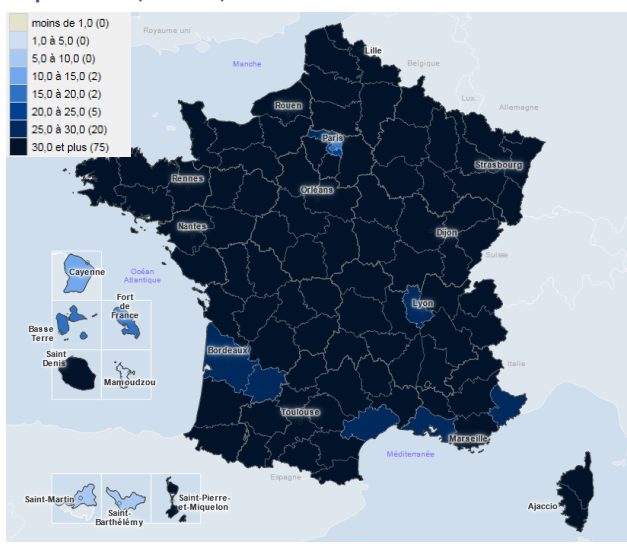 moins de 1,0 (0)
1,0 à 5,0 (0)
5,0 à 10,0 (0)
10,0 à 15,0 (2)
15,0 à 20,0 (2)
20,0 à 25,0 (5)
25,0 à 30,0 (20)
30,0 et plus (75)
Royaume uni
Lille
Manche
Belgique
Lux.
Allemagne
Rouen
Paris
Strasbourg
Rennes
Orléans
Nantes
Dijon
Suisse
Cayenne
Océan
Atlantique
Fort
de
France
Lyon
Basse
Terre
Bordeaux
Saint
Denis
Italie
Mamoudzou
Toulouse
Marseille
Méditerranée
Espagne
Saint-Martin
Saint-
Barthélémy
Saint-Pierre-
et-Miquelon
Ajaccio